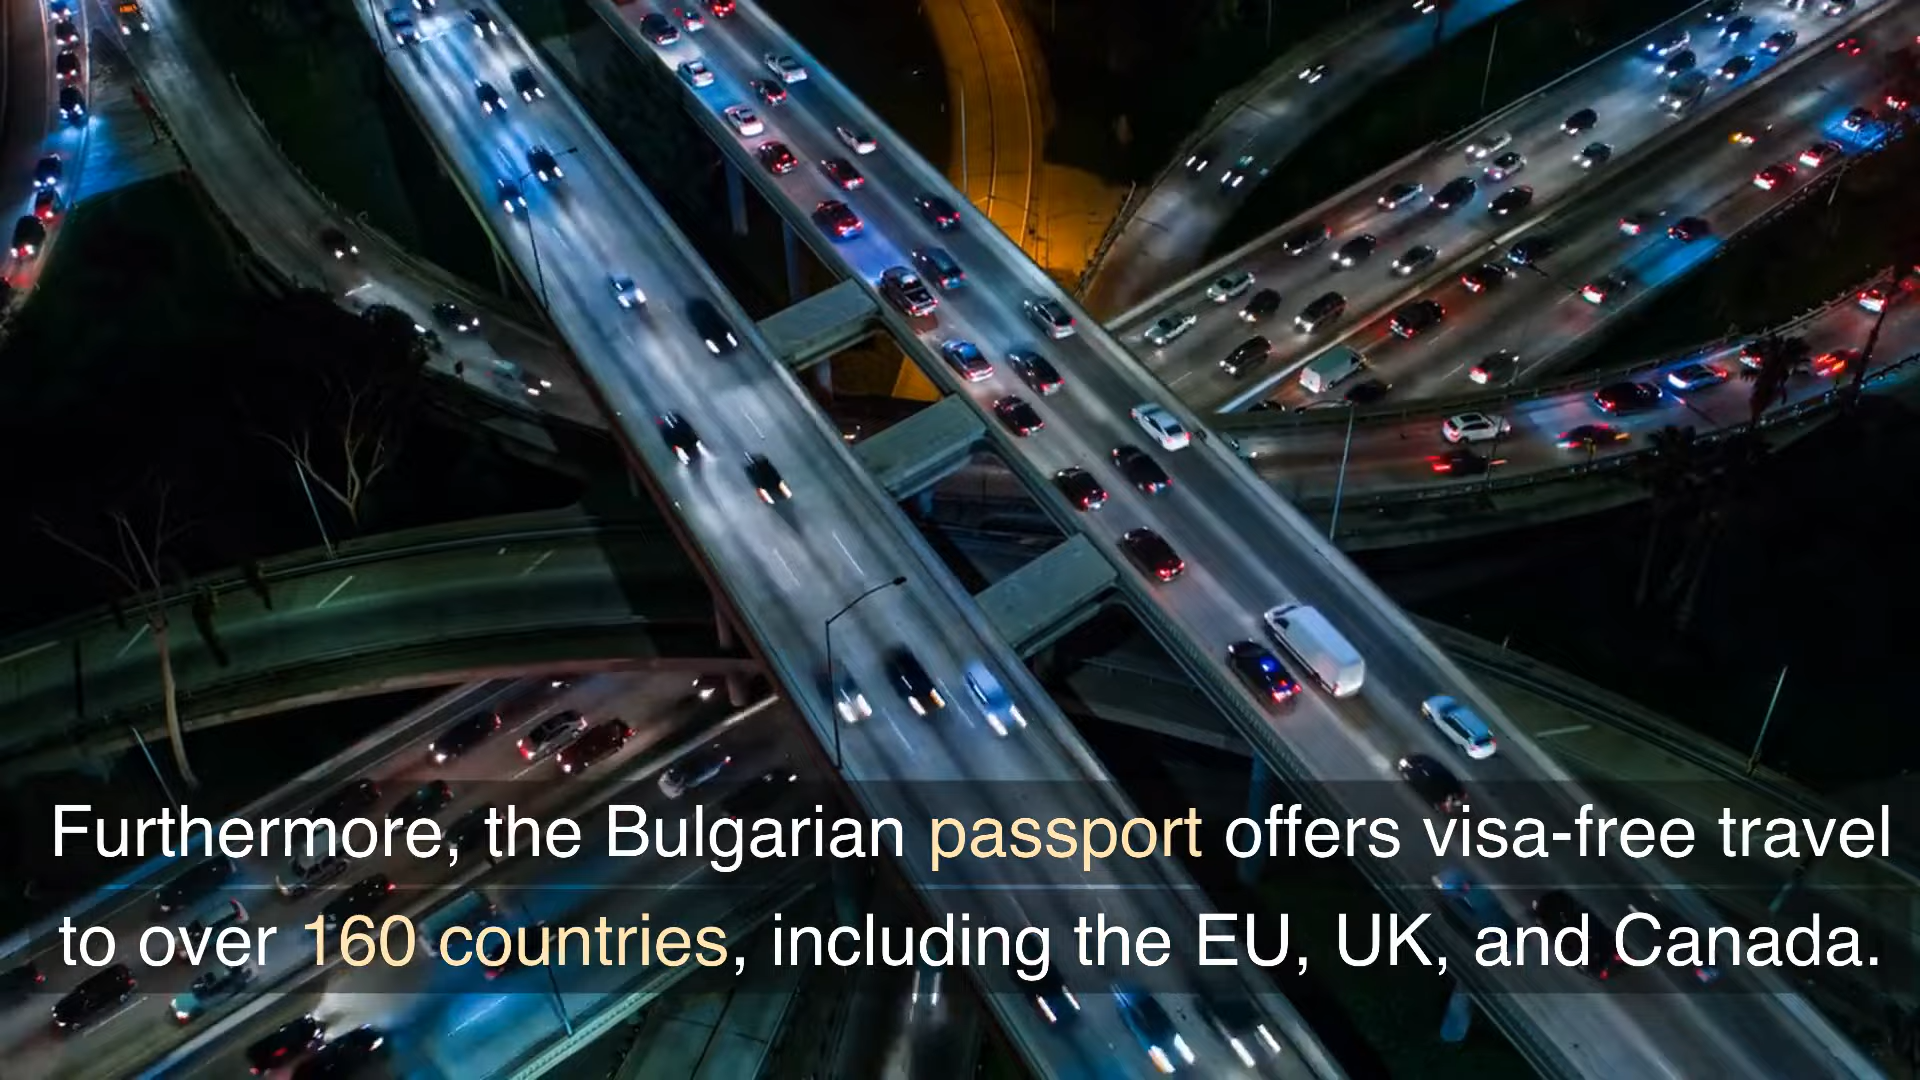 Furthermore, the Bulgarian passport offers visa-free travel
to over 160 countries, including the EU, UK, and Canada.